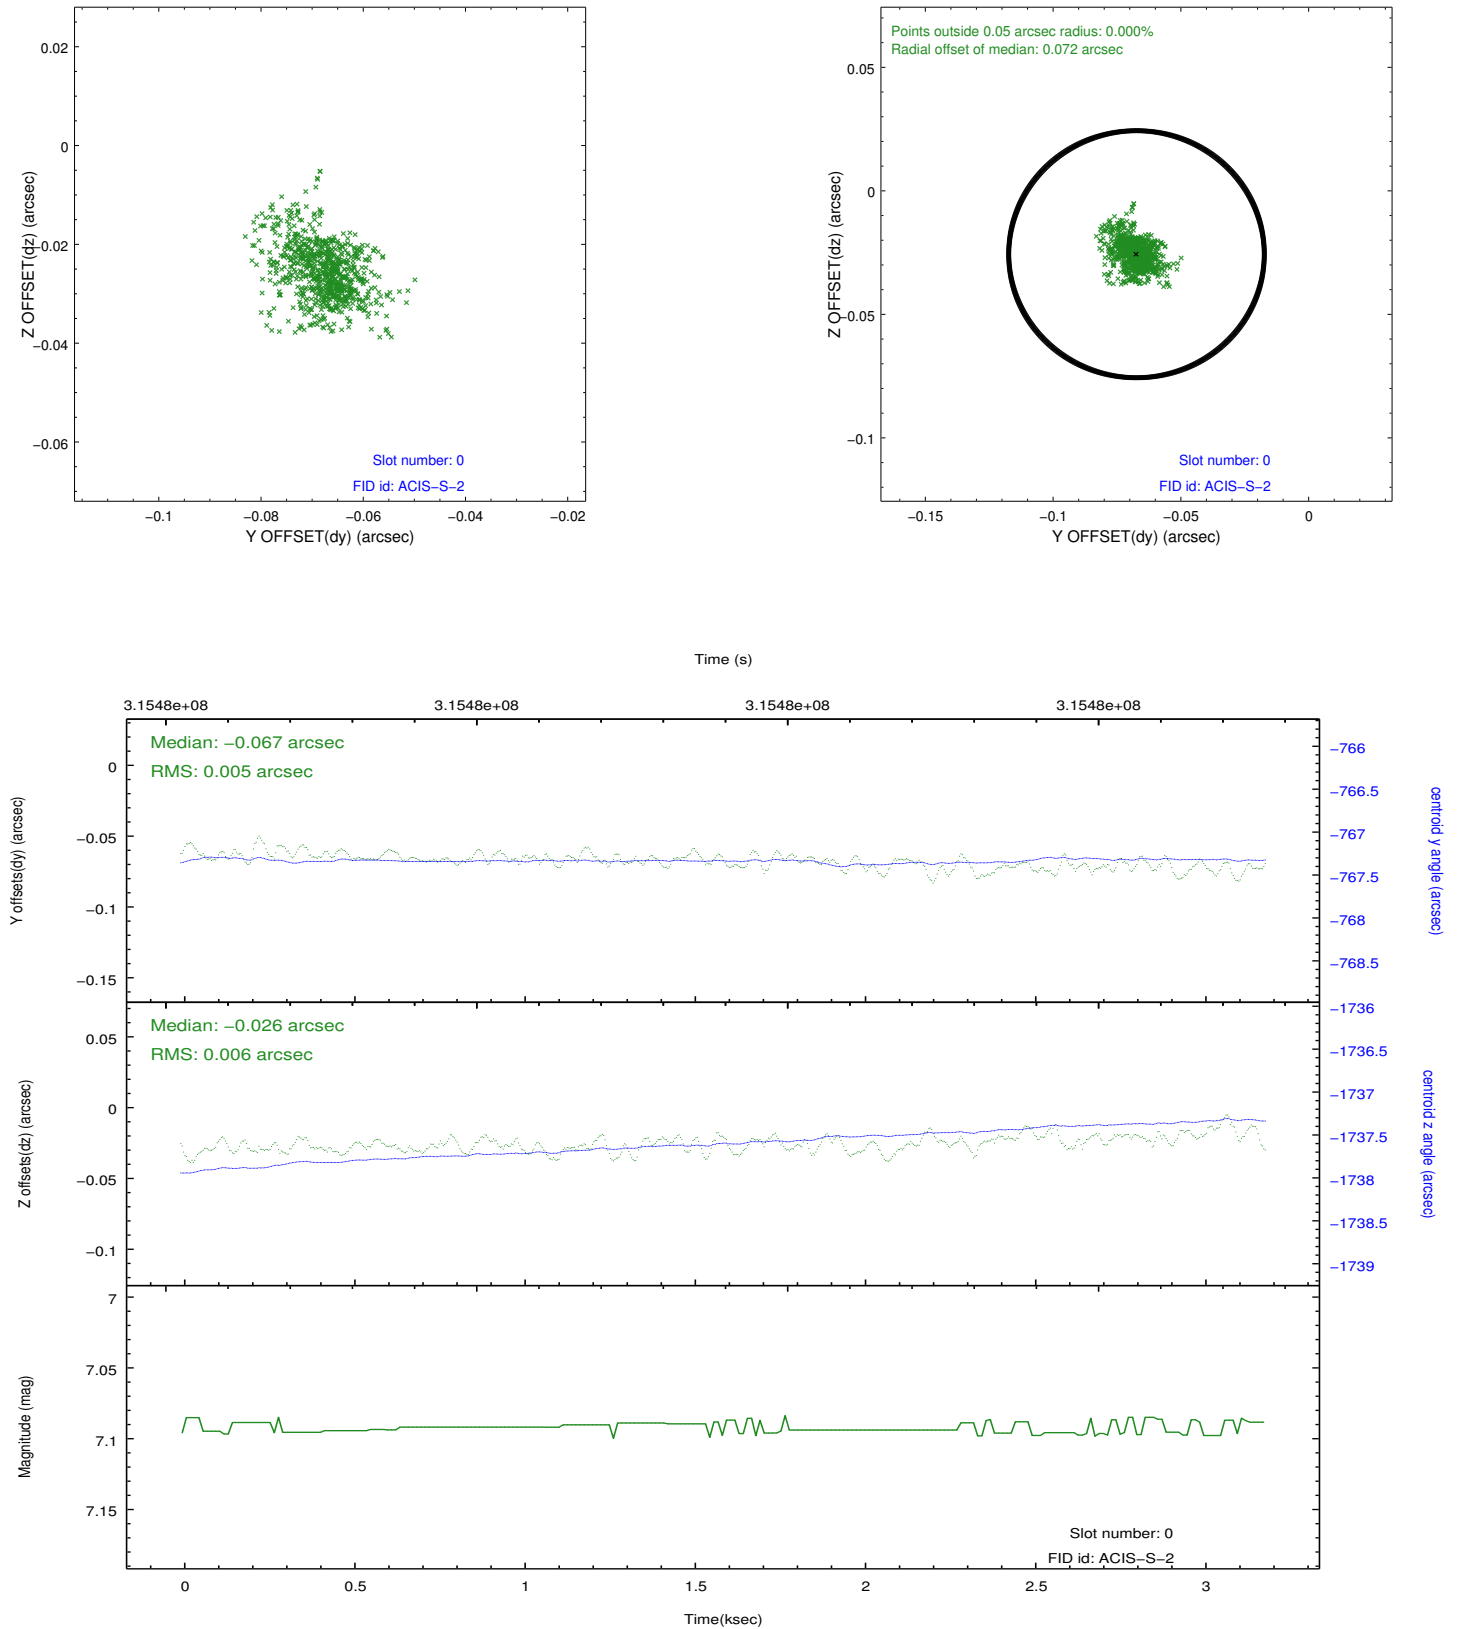 0.02
0
−0.02
−0.04
−0.06
Z OFFSET(dz) (arcsec)
Slot number: 0
FID id: ACIS−S−2
−0.1
−0.08
−0.06
−0.04
−0.02
Y OFFSET(dy) (arcsec)
Points outside 0.05 arcsec radius: 0.000%
Radial offset of median: 0.072 arcsec
0.05
0
−0.05
−0.1
Z OFFSET(dz) (arcsec)
Slot number: 0
FID id: ACIS−S−2
−0.15
−0.1
−0.05
0
Y OFFSET(dy) (arcsec)
Time (s)
3.1548e+08
3.1548e+08
3.1548e+08
3.1548e+08
Median: −0.067 arcsec
RMS: 0.005 arcsec
0
−0.05
−0.1
−0.15
Y offsets(dy) (arcsec)
−766
−766.5
−767
−767.5
−768
−768.5
centroid y angle (arcsec)
Median: −0.026 arcsec
RMS: 0.006 arcsec
0.05
0
−0.05
−0.1
Z offsets(dz) (arcsec)
−1736
−1736.5
−1737
−1737.5
−1738
−1738.5
−1739
centroid z angle (arcsec)
7
7.05
7.1
7.15
Magnitude (mag)
Slot number: 0
FID id: ACIS−S−2
0
0.5
1
1.5
2
2.5
3
Time(ksec)